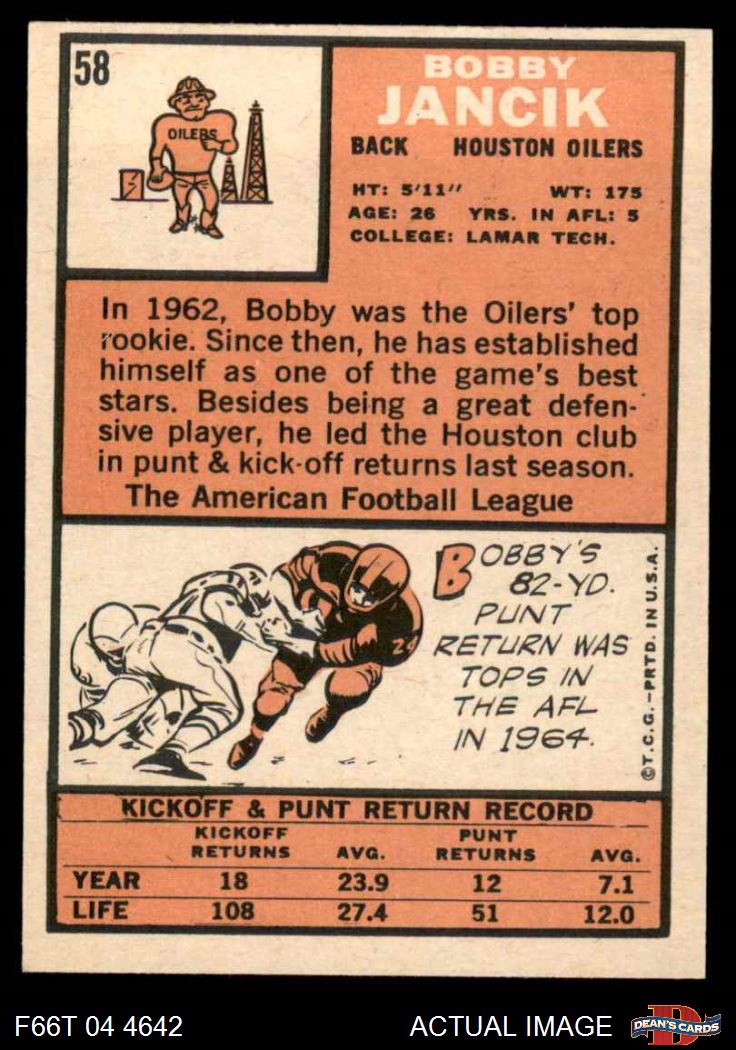 58
OILERS
BOBBY
JANCIK
BACK HOUSTON OILERS
HT: 5'11" WT: 175
AGE: 26 YRS. IN AFL: 5
COLLEGE: LAMAR TECH.
In 1962, Bobby was the Oilers' top
rookie. Since then, he has established
himself as one of the game's best
stars. Besides being a great defen-
sive player, he led the Houston club
in punt & kick-off returns last season.
The American Football League
24
BOBBY'S
82-YD.
PUNT
RETURN WAS
TOPS IN
THE AFL
IN 1964.
©T.C.G.-PRTD. IN U.S.A.
KICKOFF & PUNT RETURN RECORD
KICKOFF PUNT
RETURNS AVG. RETURNS AVG.
YEAR 18 23.9 12 7.1
LIFE 108 27.4 51 12.0
F66T 04 4642 ACTUAL IMAGE
D
DEAN'S CARDS